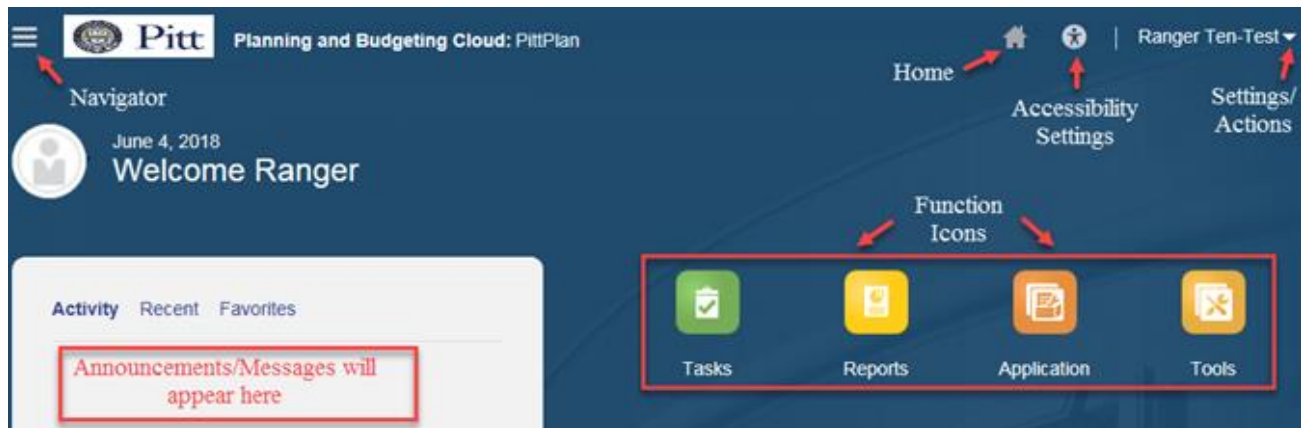 Pitt Planning and Budgeting Cloud: PittPlan
Ranger Ten-Test
Home
Navigator
Accessibility
Settings
Settings/
Actions
June 4, 2018
Welcome Ranger
Function
Icons
Activity Recent Favorites
Announcements/Messages will
appear here
Tasks Reports Application Tools